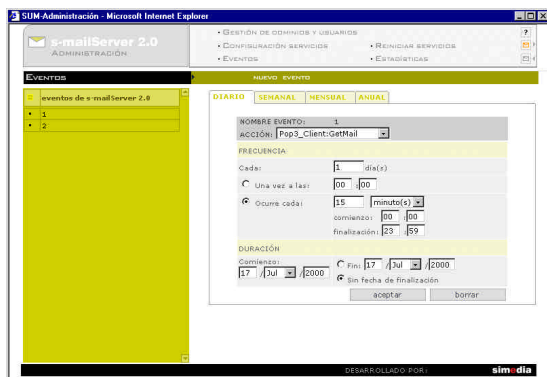 SUM-Administración - Microsoft Internet Explorer
s-mailServer 2.0
ADMINISTRACIÓN
• GESTIÓN DE DOMINIOS Y USUARIOS
• CONFIGURACIÓN SERVICIOS
• REINICIAR SERVICIOS
• EVENTOS
• ESTADÍSTICAS
?
EVENTOS
NUEVO EVENTO
eventos de s-mailServer 2.0
• 1
• 2
DIARIO SEMANAL MENSUAL ANUAL
NOMBRE EVENTO: 1
ACCIÓN: Pop3_Client:GetMail
FRECUENCIA
Cada: 1 día(s)
Una vez a las: 00 :00
Ocurre cada: 15 minuto(s)
comienzo: 00 :00
finalización: 23 :59
DURACIÓN
Comienzo:
17 /Jul /2000
Fin: 17 /Jul /2000
Sin fecha de finalización
aceptar borrar
DESARROLLADO POR: simedia